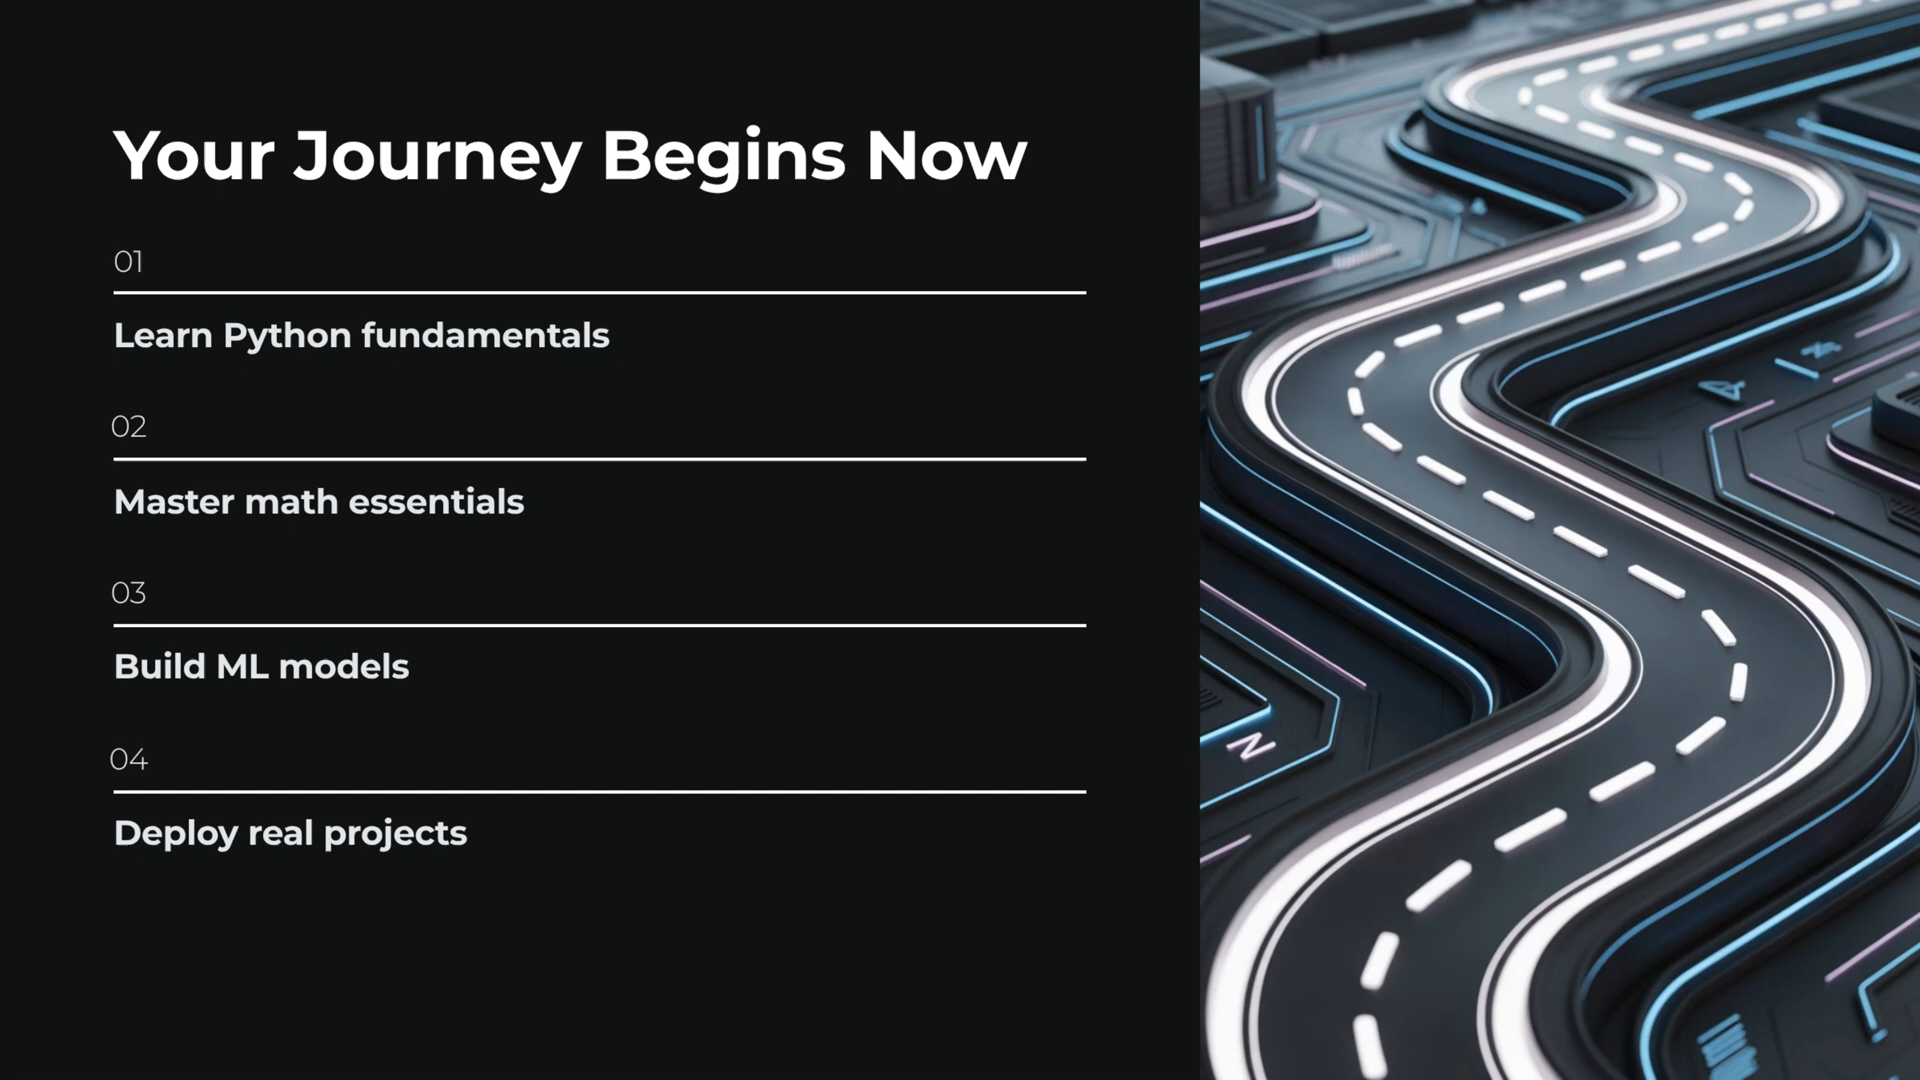 Your Journey Begins Now
01
Learn Python fundamentals
02
Master math essentials
03
Build ML models
04
Deploy real projects